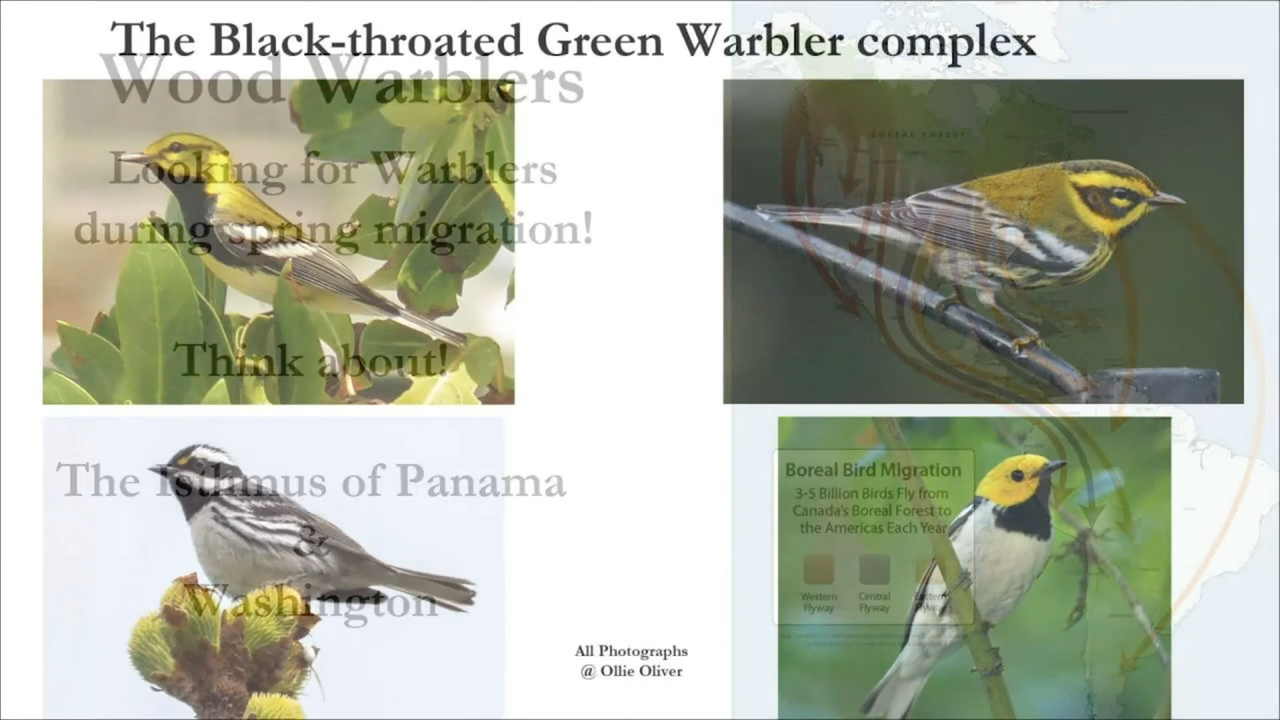 The Black-throated Green Warbler complex
Wood Warblers
Looking for Warblers
during spring migration!
Think about!
The Isthmus of Panama
&
Washington
BOREAL FOREST
Boreal Bird Migration
3-5 Billion Birds Fly from
Canada's Boreal Forest to
the Americas Each Year
Western
Flyway
Central
Flyway
Eastern
Flyway
All Photographs
@ Ollie Oliver